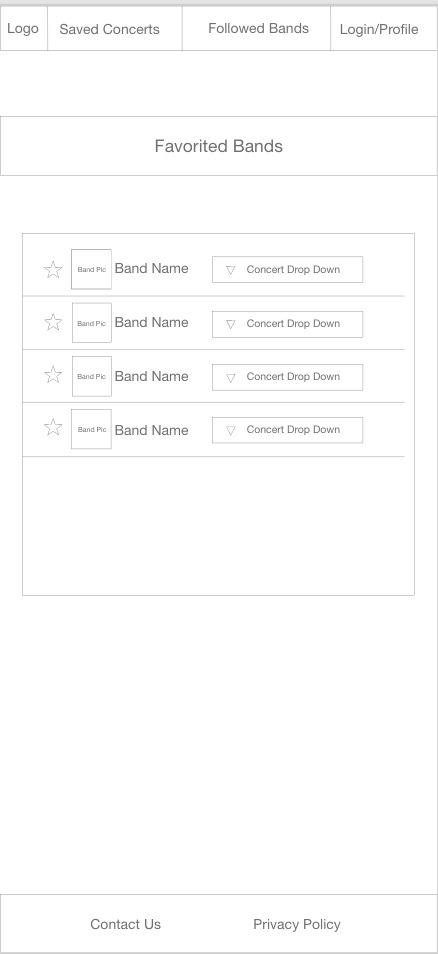 Logo Saved Concerts Followed Bands Login/Profile
Favorited Bands
Band Pic Band Name Concert Drop Down
Band Pic Band Name Concert Drop Down
Band Pic Band Name Concert Drop Down
Band Pic Band Name Concert Drop Down
Contact Us Privacy Policy